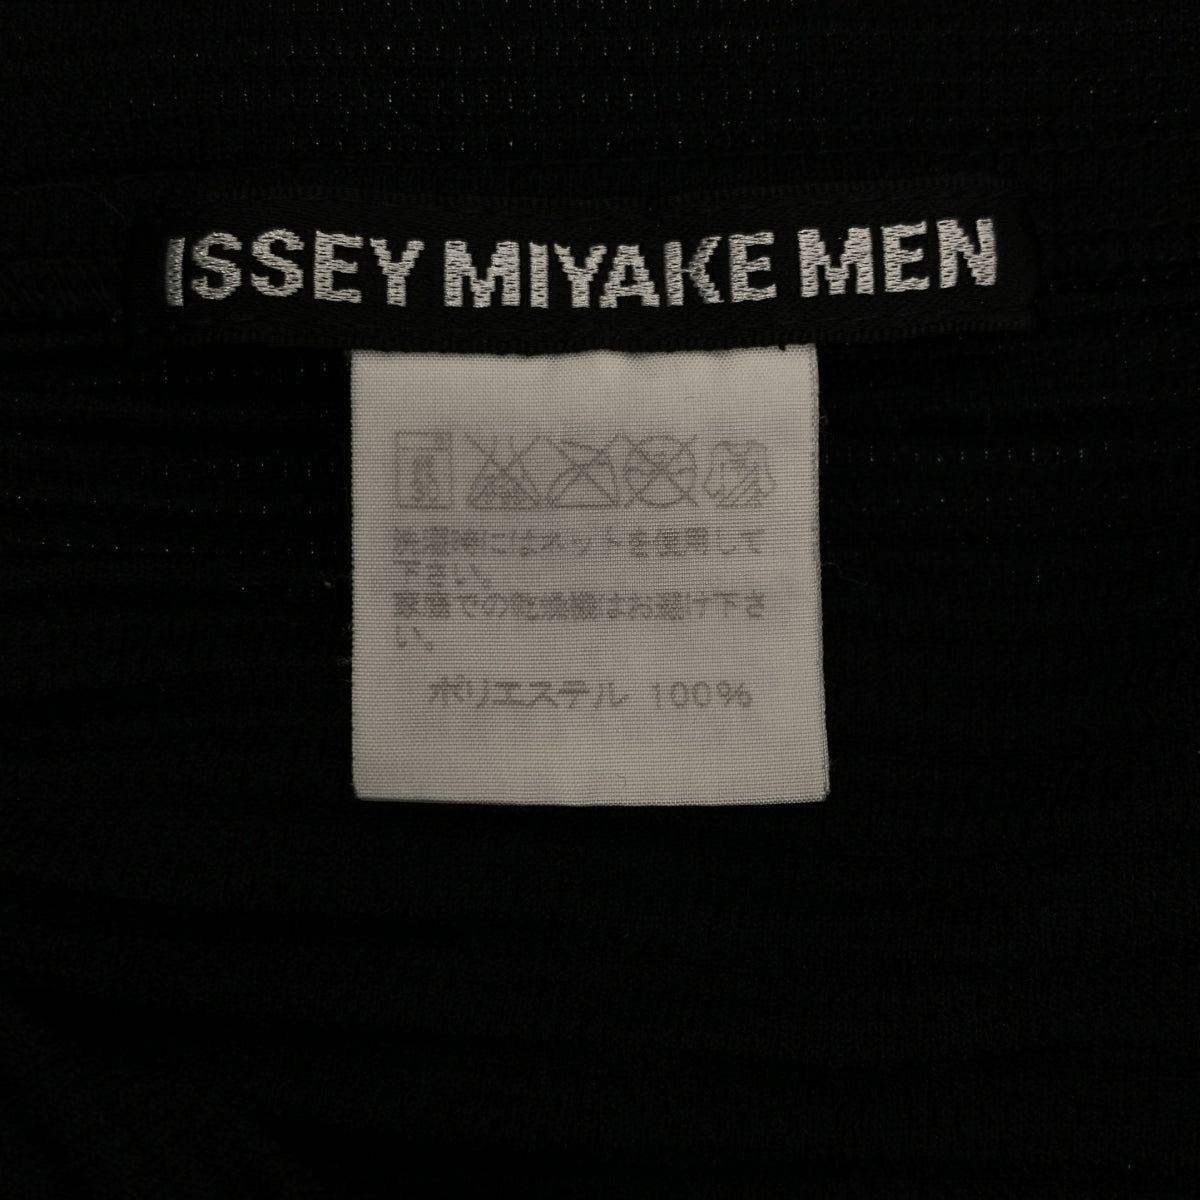 ISSEY MIYAKE MEN
洗濯時にはネットを使用して
下さい。
家庭での乾燥機はお避け下さ
い。
ポリエステル 100%